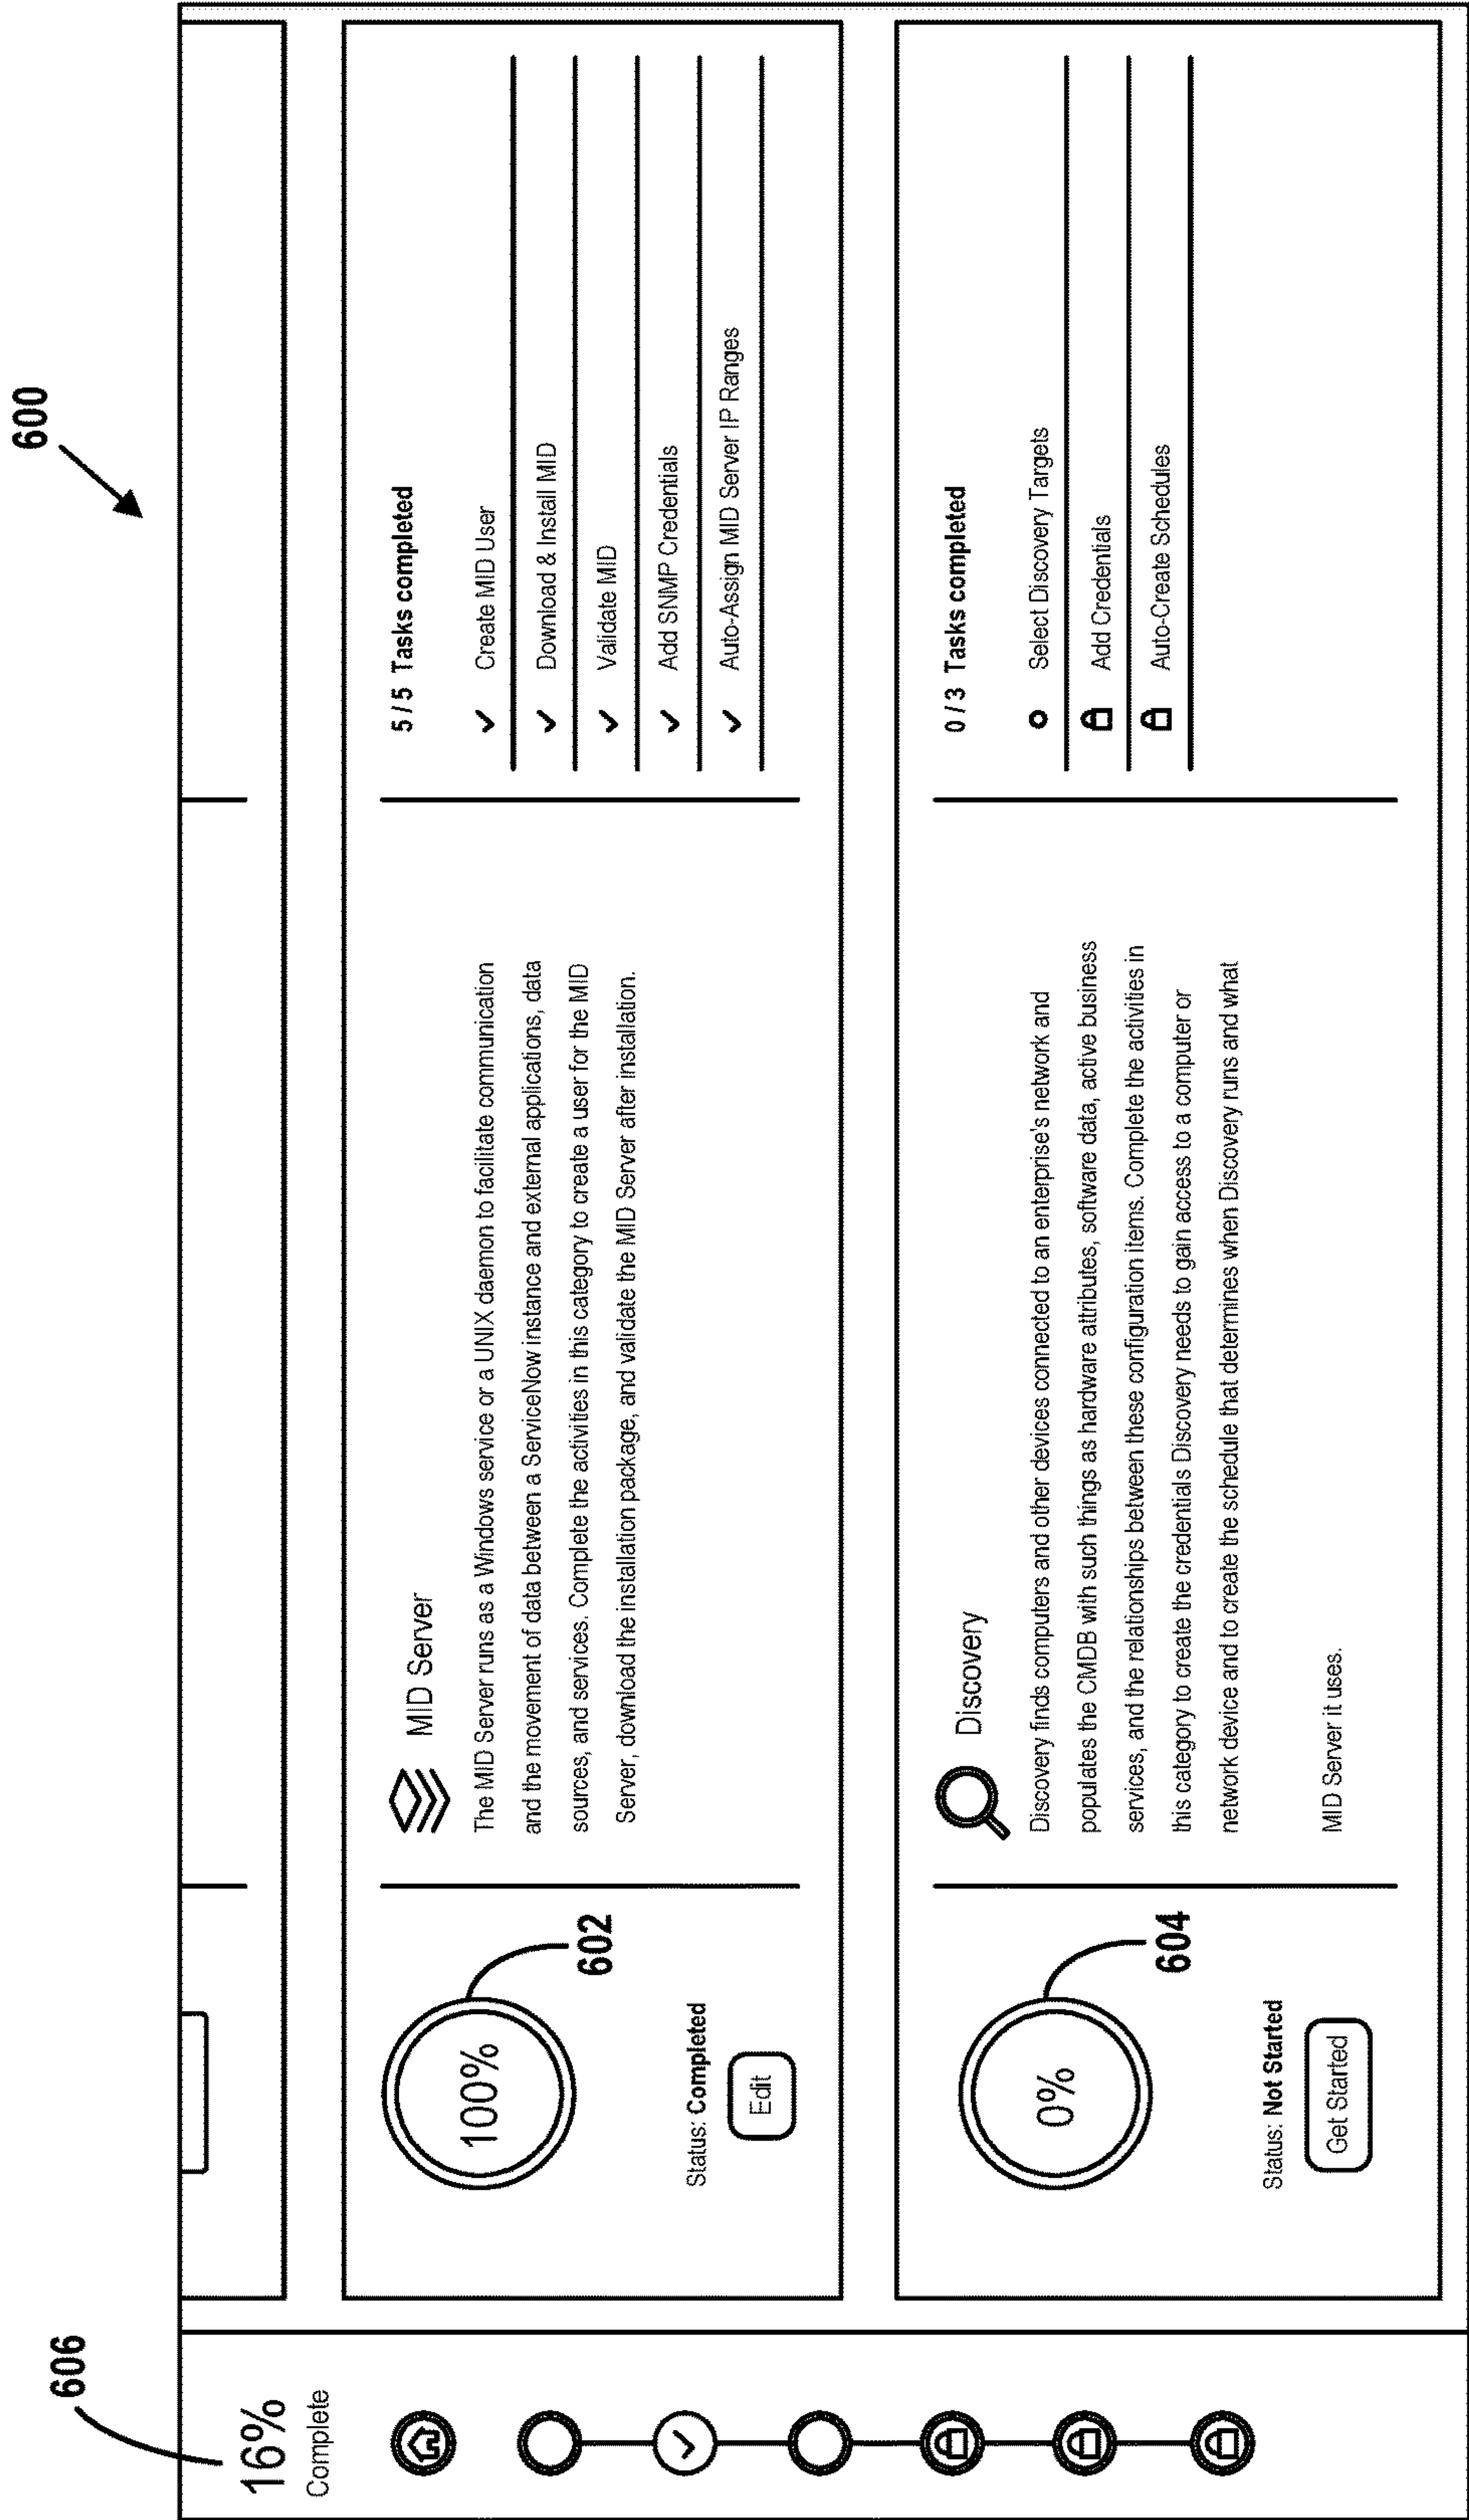 600
606
16%
Complete
100%
602
Status: Completed
Edit
MID Server
The MID Server runs as a Windows service or a UNIX daemon to facilitate communication
and the movement of data between a ServiceNow instance and external applications, data
sources, and services. Complete the activities in this category to create a user for the MID
Server, download the installation package, and validate the MID Server after installation.
5 / 5 Tasks completed
Create MID User
Download & Install MID
Validate MID
Add SNMP Credentials
Auto-Assign MID Server IP Ranges
0%
604
Status: Not Started
Get Started
Discovery
Discovery finds computers and other devices connected to an enterprise's network and
populates the CMDB with such things as hardware attributes, software data, active business
services, and the relationships between these configuration items. Complete the activities in
this category to create the credentials Discovery needs to gain access to a computer or
network device and to create the schedule that determines when Discovery runs and what
MID Server it uses.
0 / 3 Tasks completed
Select Discovery Targets
Add Credentials
Auto-Create Schedules